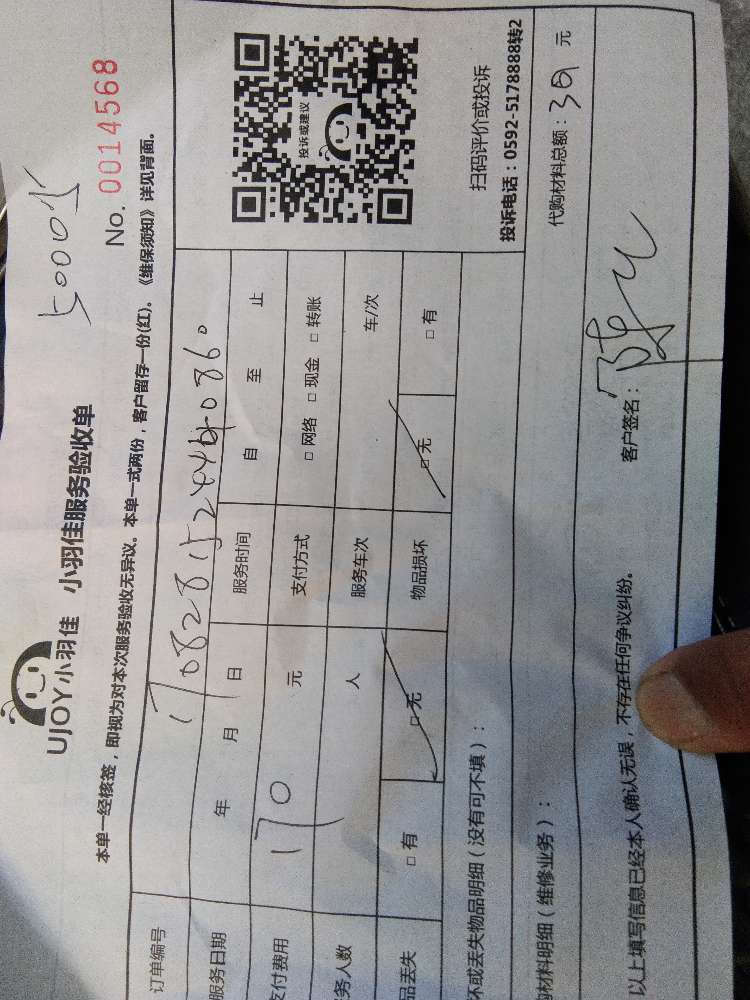 UJOY小羽佳 小羽佳服务验收单
5000
No. 0014568
本单一经核签，即视为对本次服务验收无异议。本单一式两份，客户留存一份(红)。《维保须知》详见背面。
订单编号
服务日期 年 月 日 服务时间 自 至 止
支付费用 170 元 支付方式 □ 网络 □ 现金 □ 转账
务人数 人 服务车次 车/次
品丢失 □ 有 □ 无 物品损坏 □ 无 □ 有
投诉或建议
扫码评价或投诉
投诉电话：0592-5178888转2
坏或丢失物品明细（没有可不填）：
材料明细（维修业务）： 代购材料总额： 元
以上填写信息已经本人确认无误，不存在任何争议纠纷。 客户签名：